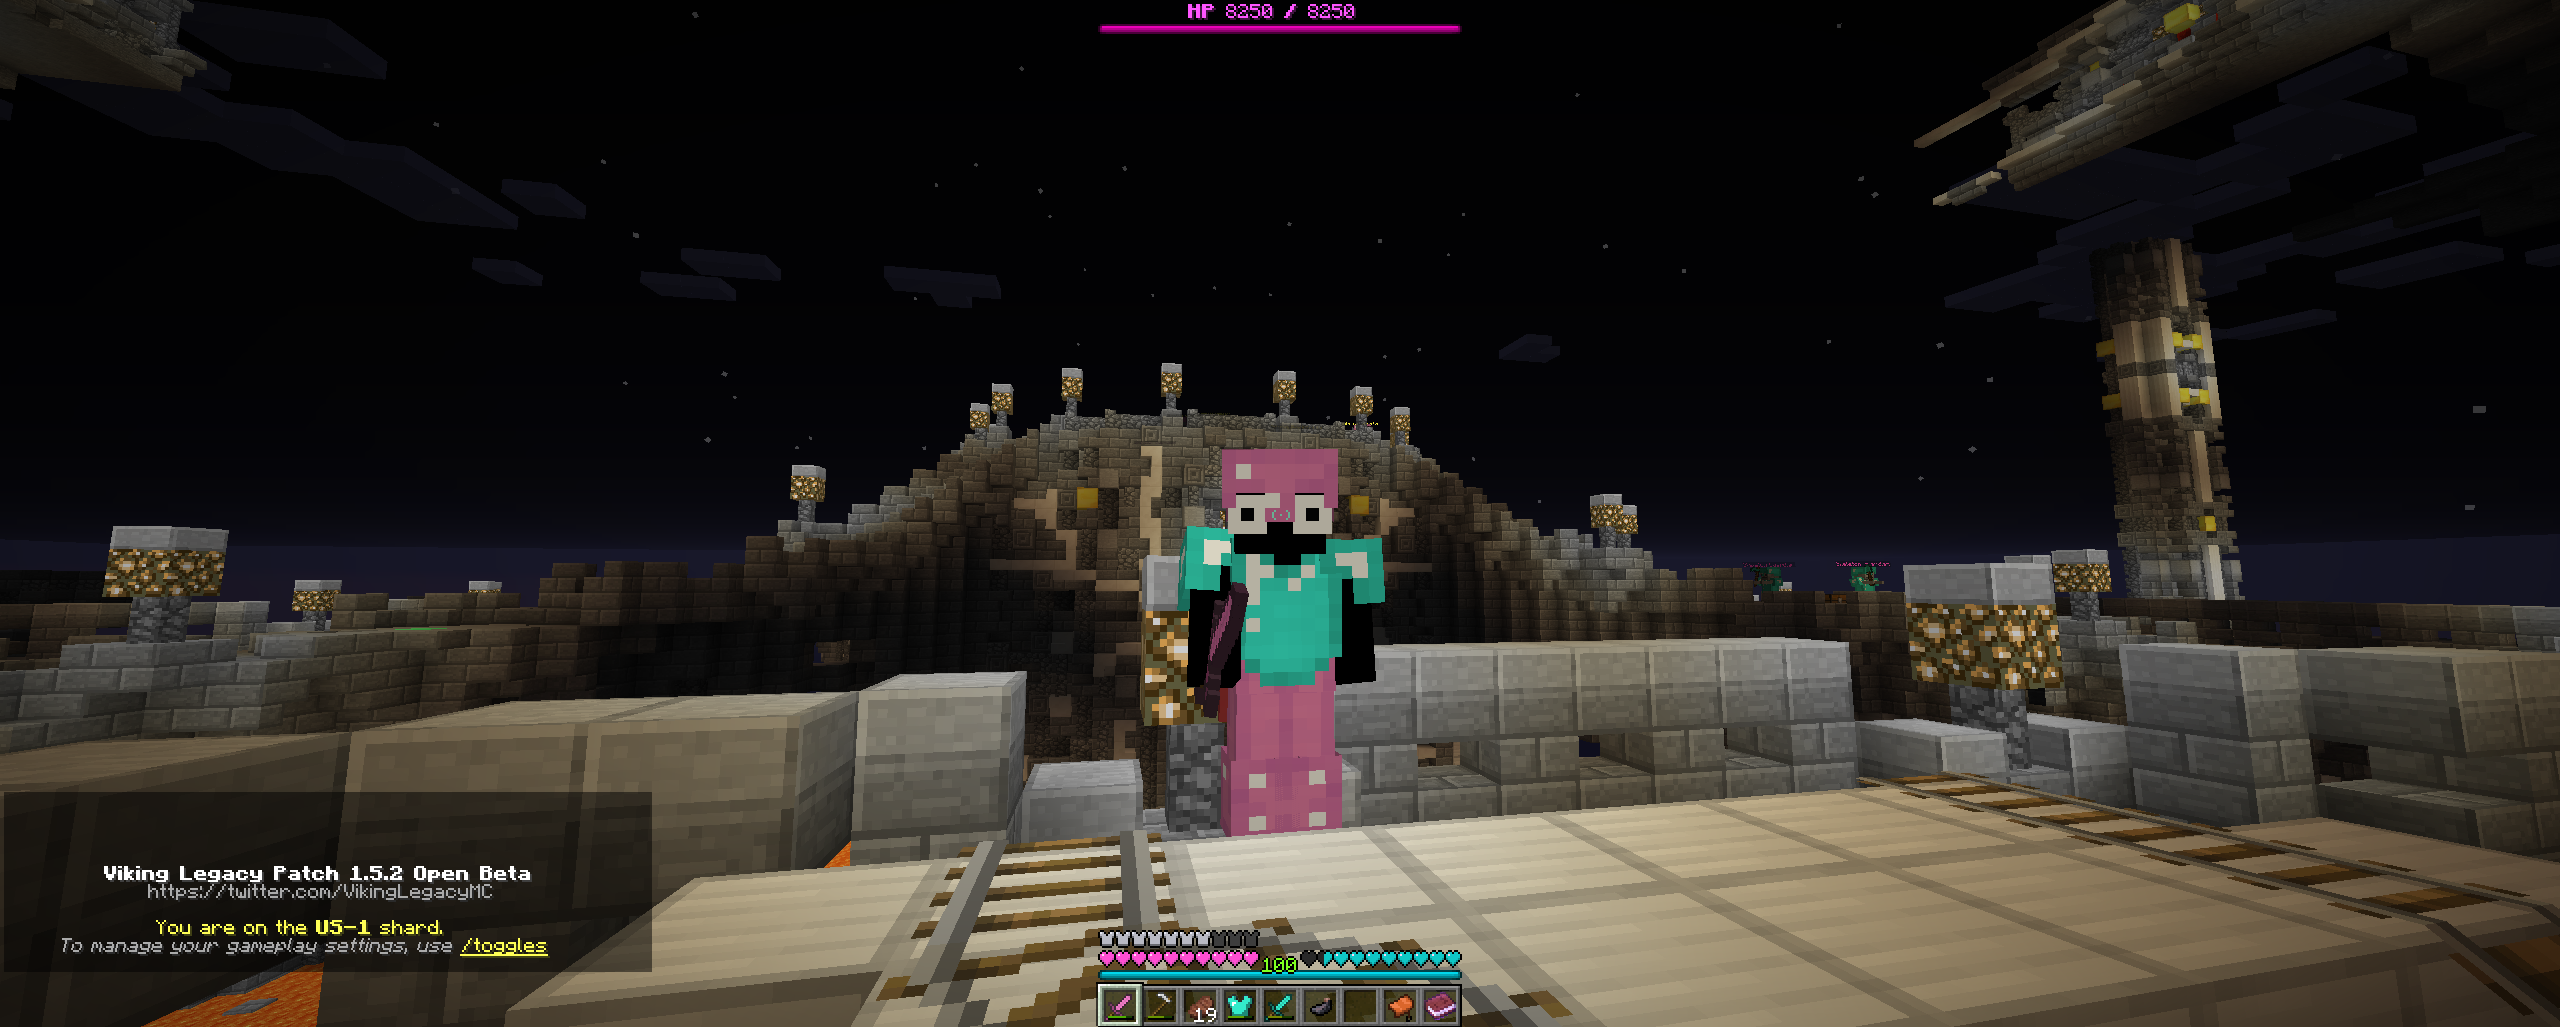 HP 8250 / 8250
Viking Legacy Patch 1.5.2 Open Beta
https://twitter.com/VikingLegacyMC
You are on the US-1 shard.
To manage your gameplay settings, use /toggles
100
19